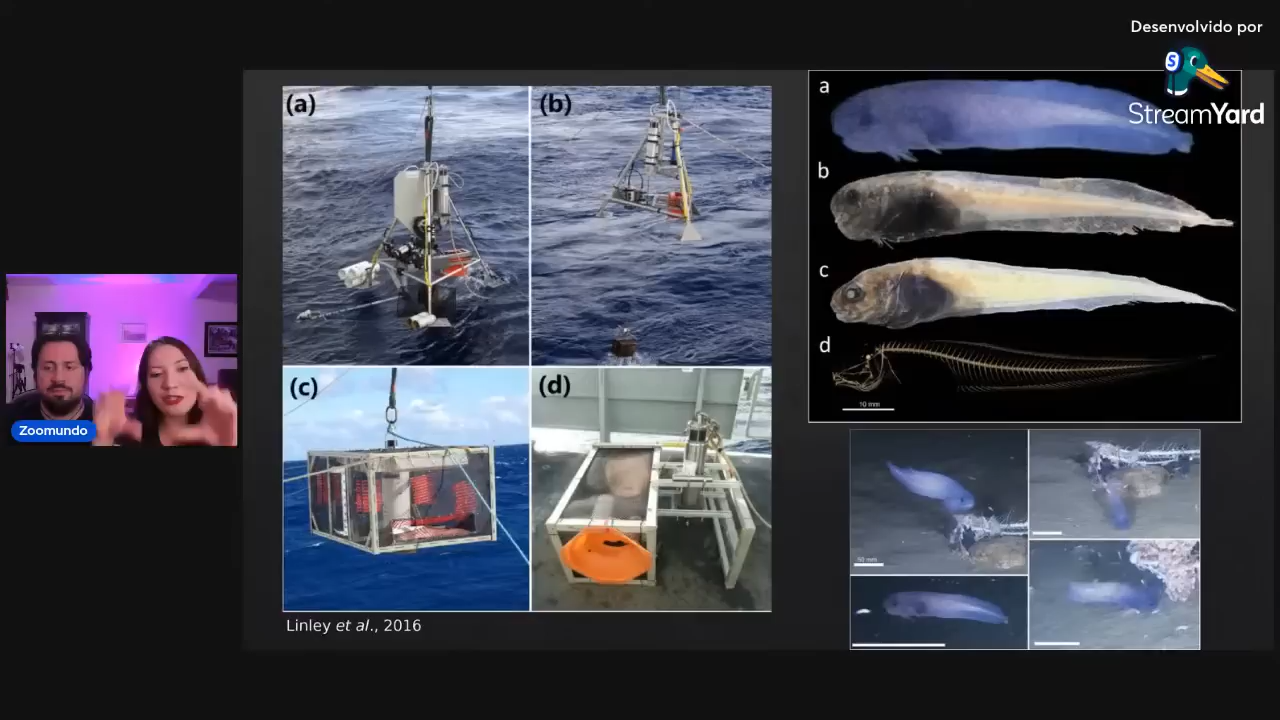 Desenvolvido por
S
StreamYard
(a)
(b)
(c)
(d)
Linley et al., 2016
a
b
c
d
10 mm
50 mm
Zoomundo